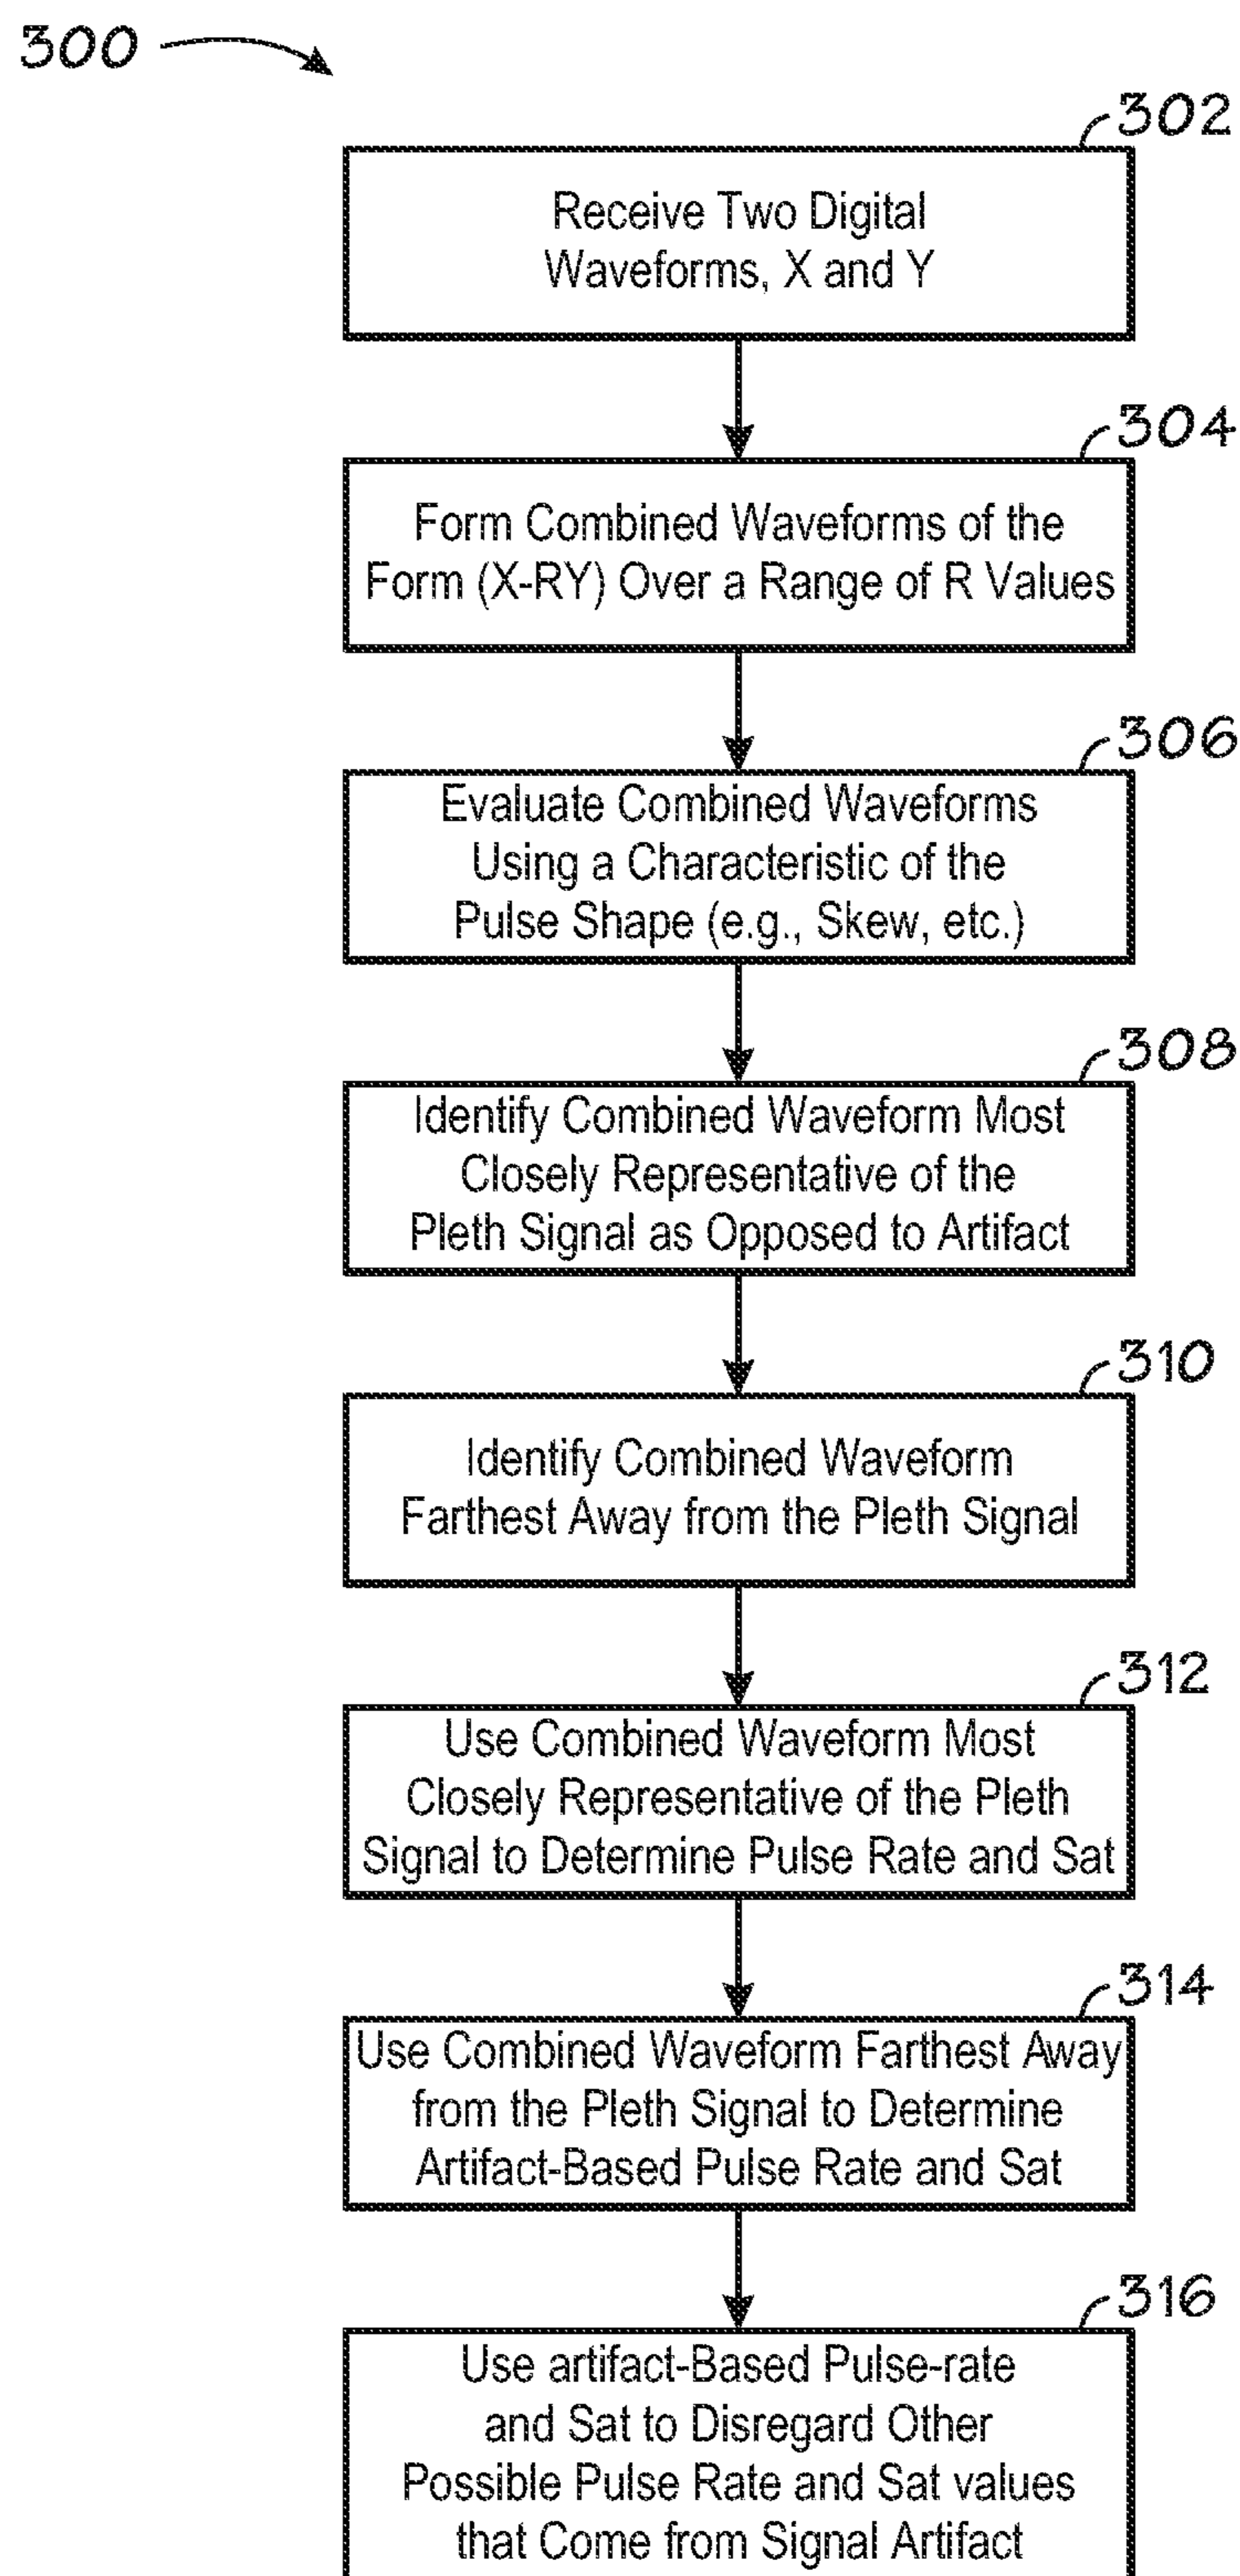 300
302
Receive Two Digital
Waveforms, X and Y
304
Form Combined Waveforms of the
Form (X-RY) Over a Range of R Values
306
Evaluate Combined Waveforms
Using a Characteristic of the
Pulse Shape (e.g., Skew, etc.)
308
Identify Combined Waveform Most
Closely Representative of the
Pleth Signal as Opposed to Artifact
310
Identify Combined Waveform
Farthest Away from the Pleth Signal
312
Use Combined Waveform Most
Closely Representative of the Pleth
Signal to Determine Pulse Rate and Sat
314
Use Combined Waveform Farthest Away
from the Pleth Signal to Determine
Artifact-Based Pulse Rate and Sat
316
Use artifact-Based Pulse-rate
and Sat to Disregard Other
Possible Pulse Rate and Sat values
that Come from Signal Artifact